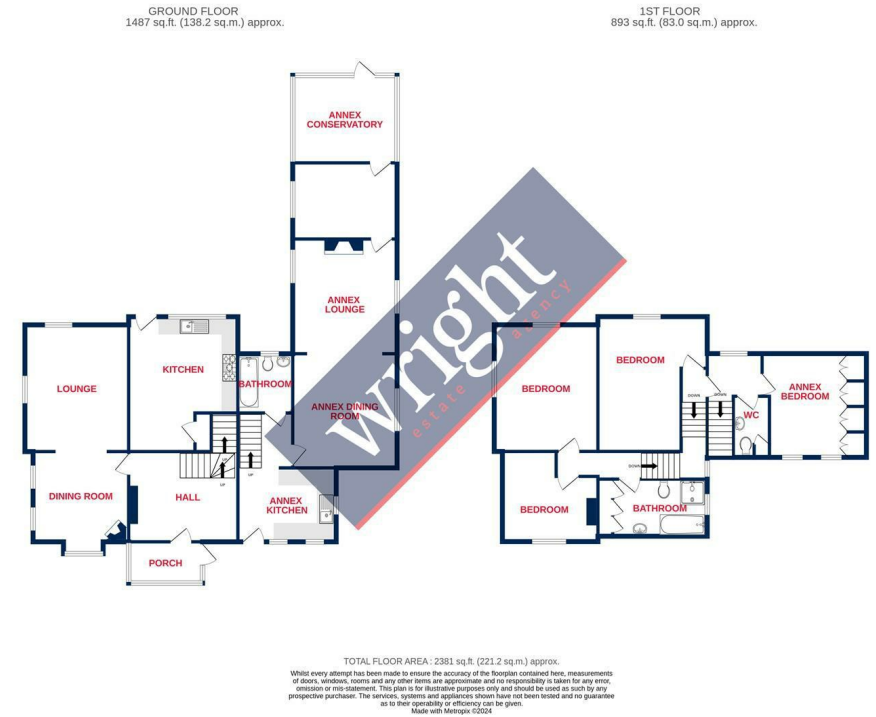 GROUND FLOOR
1487 sq.ft. (138.2 sq.m.) approx.
1ST FLOOR
893 sq.ft. (83.0 sq.m.) approx.
ANNEX
CONSERVATORY
ANNEX
LOUNGE
KITCHEN
LOUNGE
BATHROOM
ANNEX DINING
ROOM
UP
UP
UP
DINING ROOM
HALL
ANNEX
KITCHEN
PORCH
wright
estate agency
BEDROOM
BEDROOM
DOWN
DOWN
ANNEX
BEDROOM
WC
DOWN
BEDROOM
BATHROOM
TOTAL FLOOR AREA : 2381 sq.ft. (221.2 sq.m.) approx.
Whilst every attempt has been made to ensure the accuracy of the floorplan contained here, measurements
of doors, windows, rooms and any other items are approximate and no responsibility is taken for any error,
omission or mis-statement. This plan is for illustrative purposes only and should be used as such by any
prospective purchaser. The services, systems and appliances shown have not been tested and no guarantee
as to their operability or efficiency can be given.
Made with Metropix ©2024